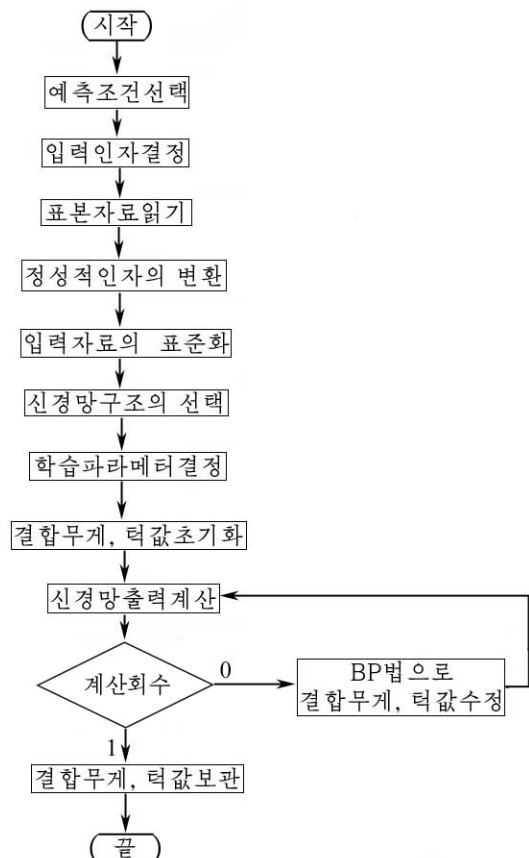 시작
예측조건선택
입력인자결정
표본자료읽기
정성적인자의 변환
입력자료의 표준화
신경망구조의 선택
학습파라메터결정
결합무게, 턱값초기화
신경망출력계산
계산회수
0
BP법으로
결합무게, 턱값수정
1
결합무게, 턱값보관
끝